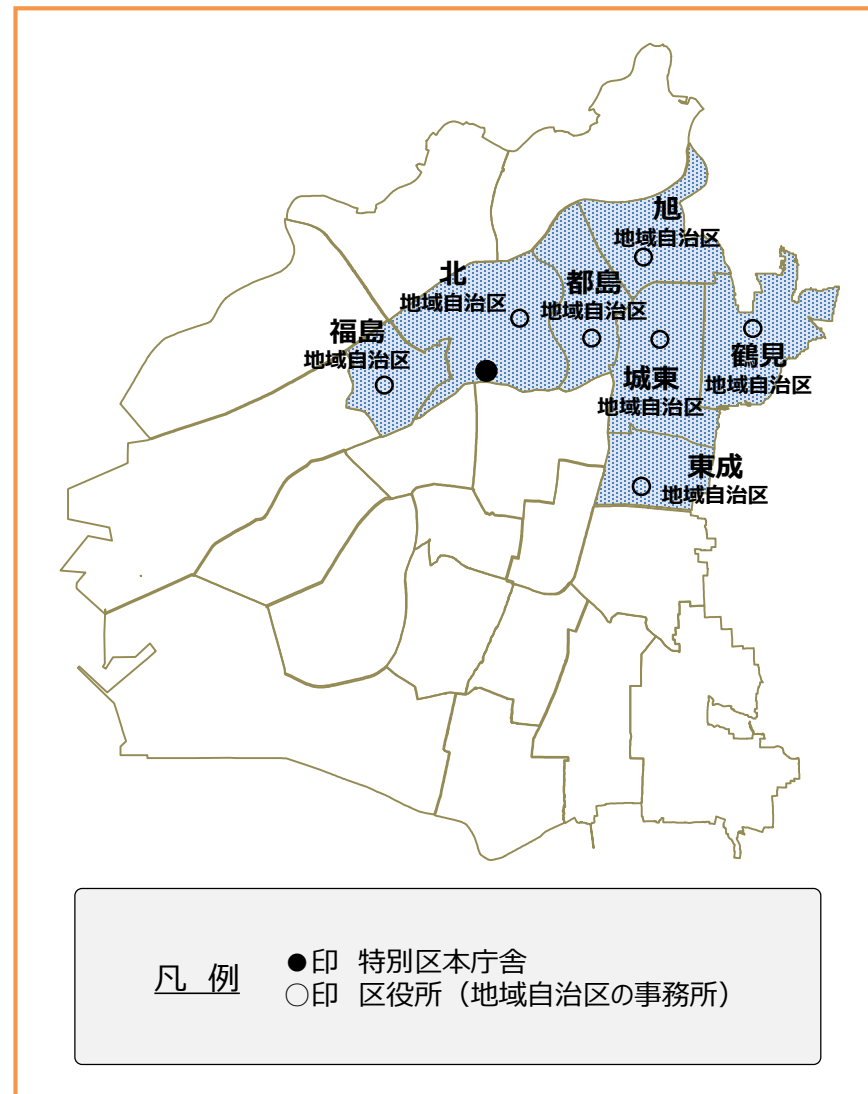 旭
地域自治区
北
地域自治区
都島
地域自治区
福島
地域自治区
鶴見
地域自治区
城東
地域自治区
東成
地域自治区
凡 例
●印 特別区本庁舎
○印 区役所（地域自治区の事務所）